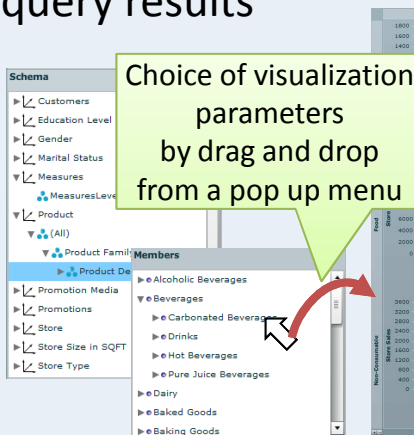 query results
Schema
Customers
Education Level
Gender
Marital Status
Measures
MeasuresLeve
Product
(All)
Product Family
Product De
Promotion Media
Promotions
Store
Store Size in SQFT
Store Type
Choice of visualization
parameters
by drag and drop
from a pop up menu
Members
Alcoholic Beverages
Beverages
Carbonated Beverages
Drinks
Hot Beverages
Pure Juice Beverages
Dairy
Baked Goods
Baking Goods
1800
1600
1400
Food
Store
6000
4000
2000
0
Non-Consumable
Store Sales
3600
3200
2800
2400
2000
1600
1200
800
400
0